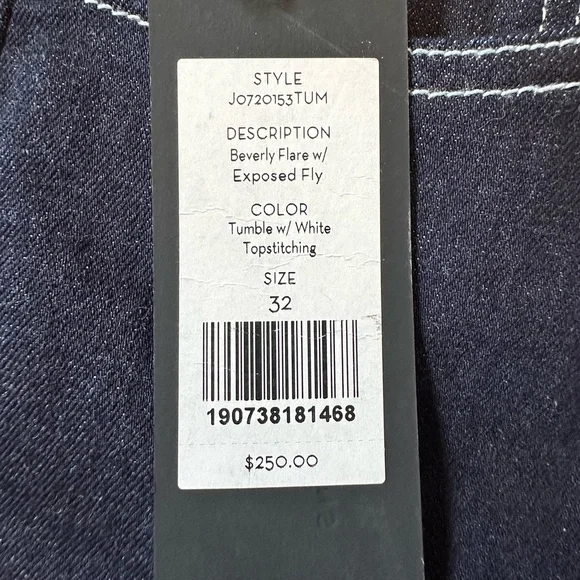 STYLE
J0720153TUM
DESCRIPTION
Beverly Flare w/
Exposed Fly
COLOR
Tumble w/ White
Topstitching
SIZE
32
190738181468
$250.00